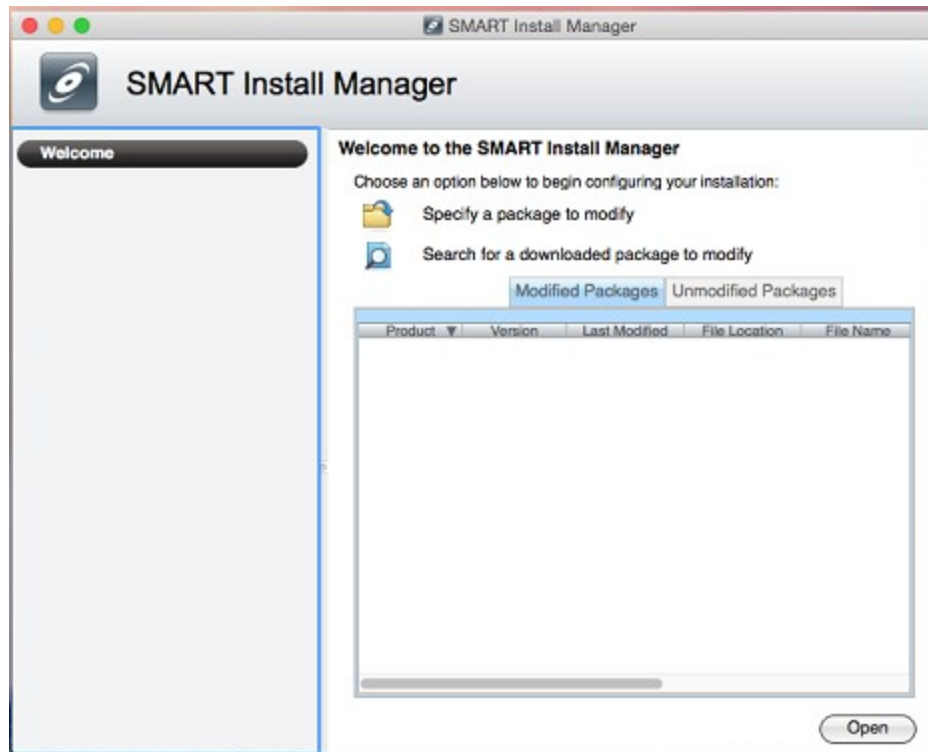 SMART Install Manager
SMART Install Manager
Welcome
Welcome to the SMART Install Manager
Choose an option below to begin configuring your installation:
Specify a package to modify
Search for a downloaded package to modify
Modified Packages Unmodified Packages
Product Version Last Modified File Location File Name
Open